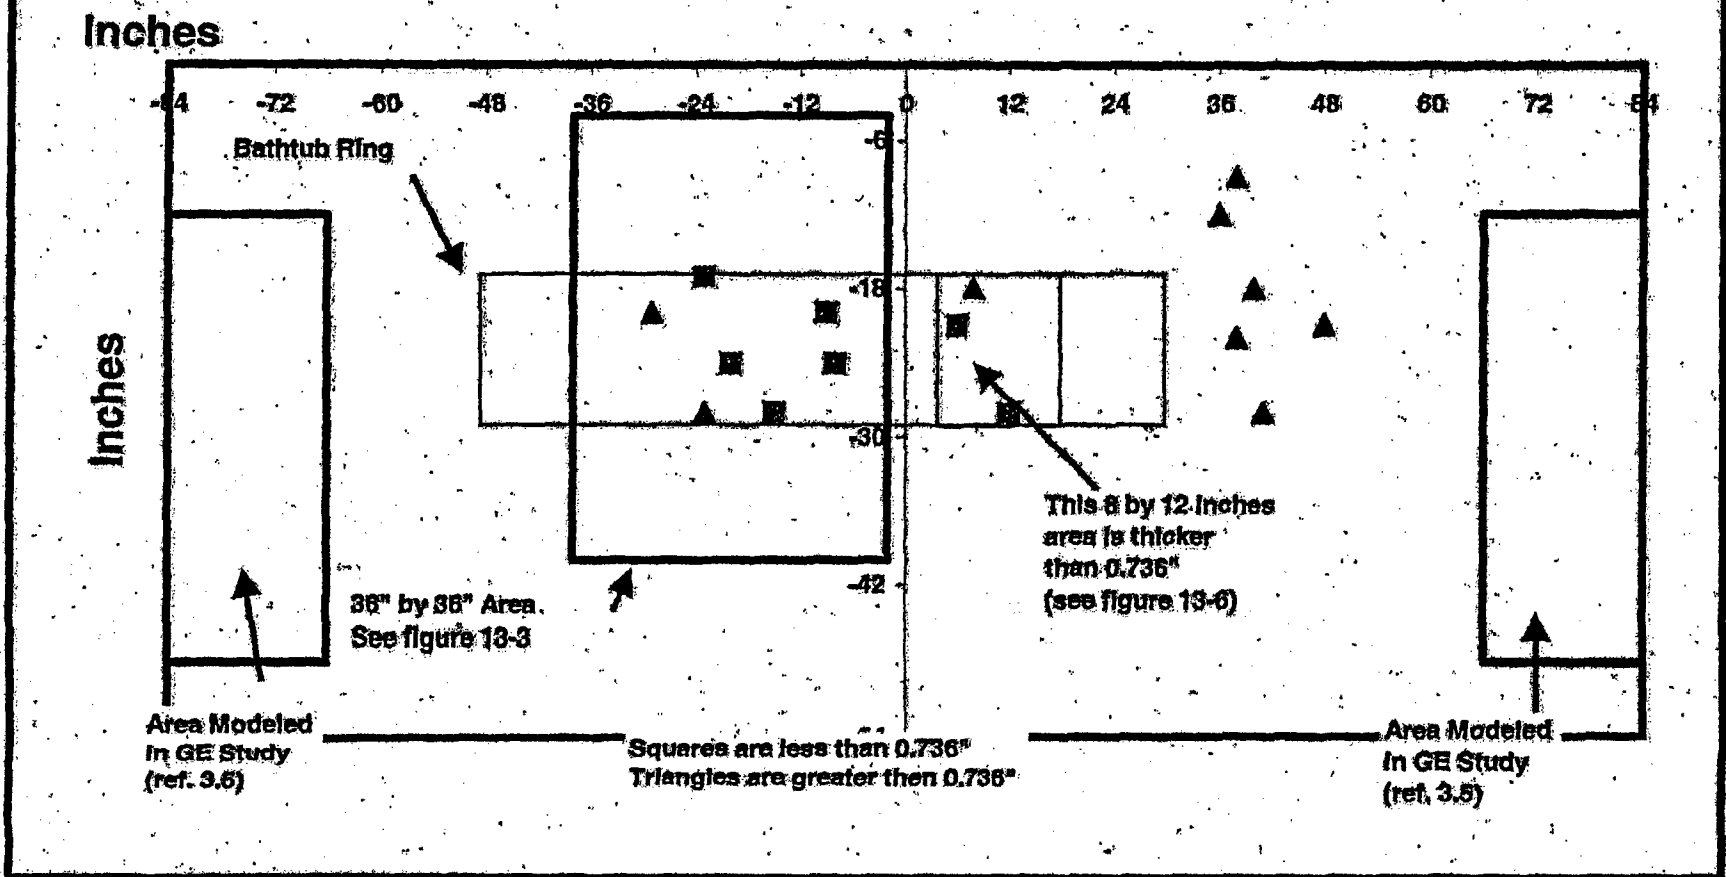 Inches
-84 -72 -60 -48 -36 -24 -12 0 12 24 36 48 60 72 84
Bathtub Ring
-6
-18
Inches
-30
This 8 by 12 inches
area is thicker
than 0.736"
(see figure 13-6)
-42
36" by 36" Area.
See figure 13-3
Area Modeled
in GE Study
(ref. 3.5)
Squares are less than 0.736"
Triangles are greater then 0.736"
Area Modeled
in GE Study
(ref. 3.5)